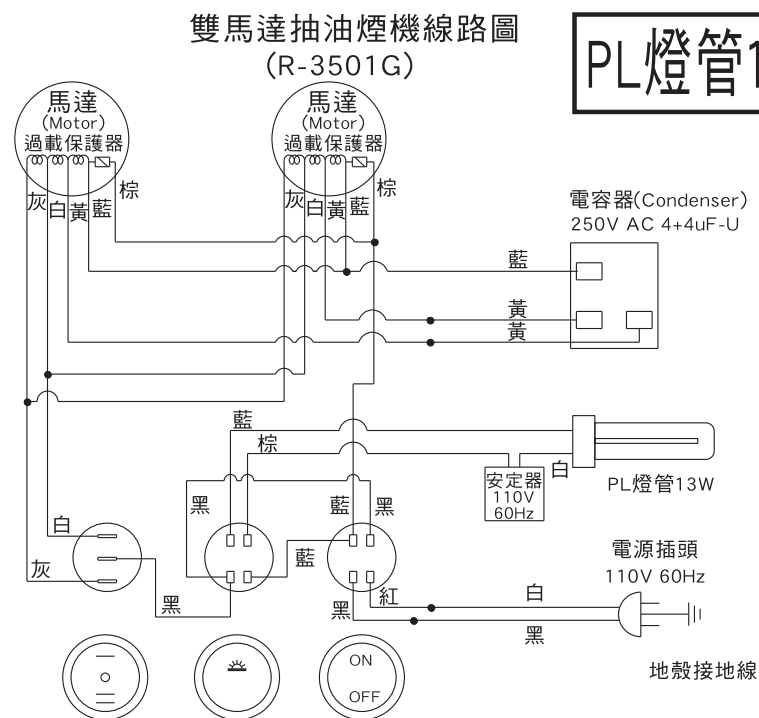 雙馬達抽油煙機線路圖
(R-3501G)
PL燈管1
馬達
(Motor)
過載保護器
灰 白 黃 藍 棕
馬達
(Motor)
過載保護器
灰 白 黃 藍 棕
電容器(Condenser)
250V AC 4+4uF-U
藍
黃
黃
藍
棕
安定器
110V
60Hz
白
PL燈管13W
黑
藍
黑
白
灰
藍
黑
黑
紅
電源插頭
110V 60Hz
白
黑
地殼接地線
ON
OFF